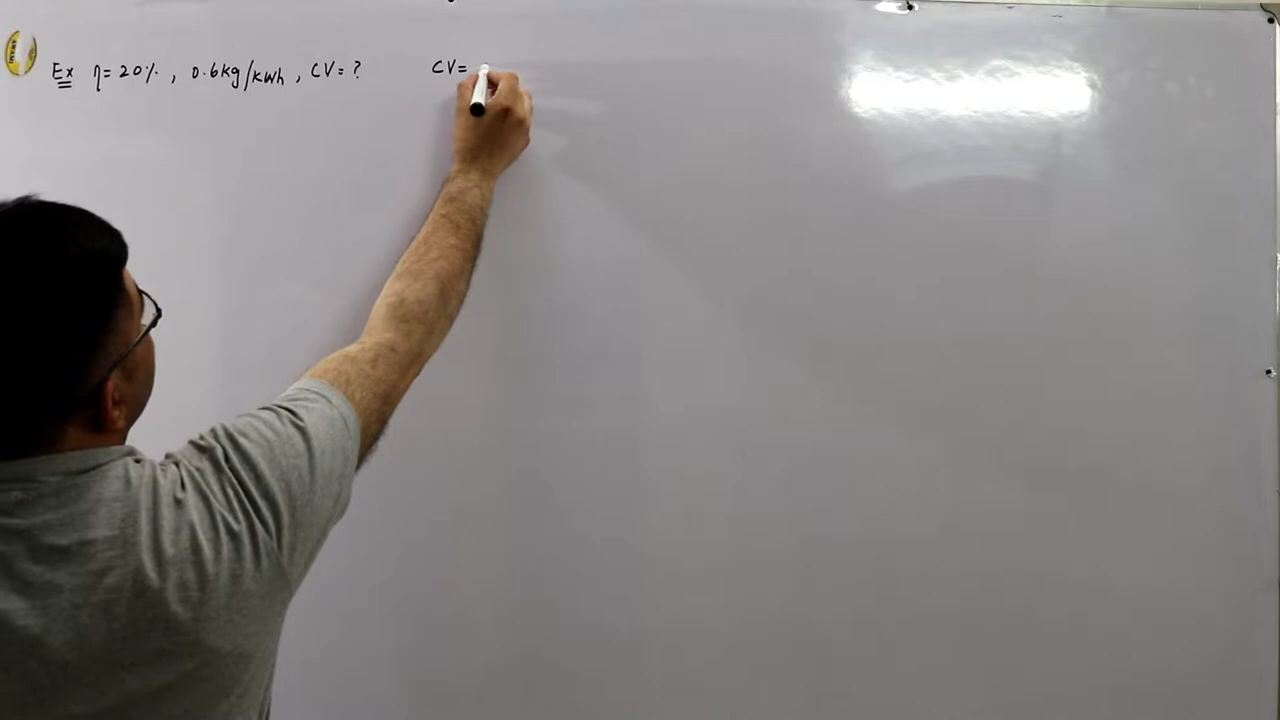 Ex η = 20%, 0.6kg/kWh, CV = ? CV =